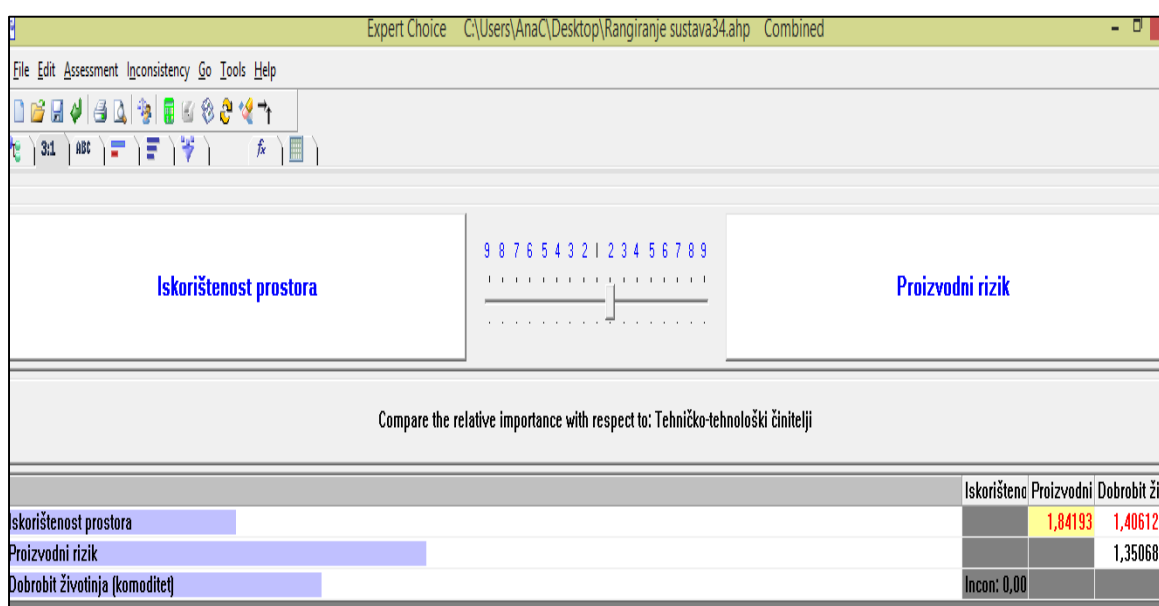 Expert Choice C:\Users\AnaC\Desktop\Rangiranje sustava34.ahp Combined
File Edit Assessment Inconsistency Go Tools Help
3:1 ABC fx
9 8 7 6 5 4 3 2 1 2 3 4 5 6 7 8 9
Iskorištenost prostora Proizvodni rizik
Compare the relative importance with respect to: Tehničko-tehnološki činitelji
Iskorišteno Proizvodni Dobrobit ži
Iskorištenost prostora 1,84193 1,40612
Proizvodni rizik 1,35068
Dobrobit životinja (komoditet) Incon: 0,00